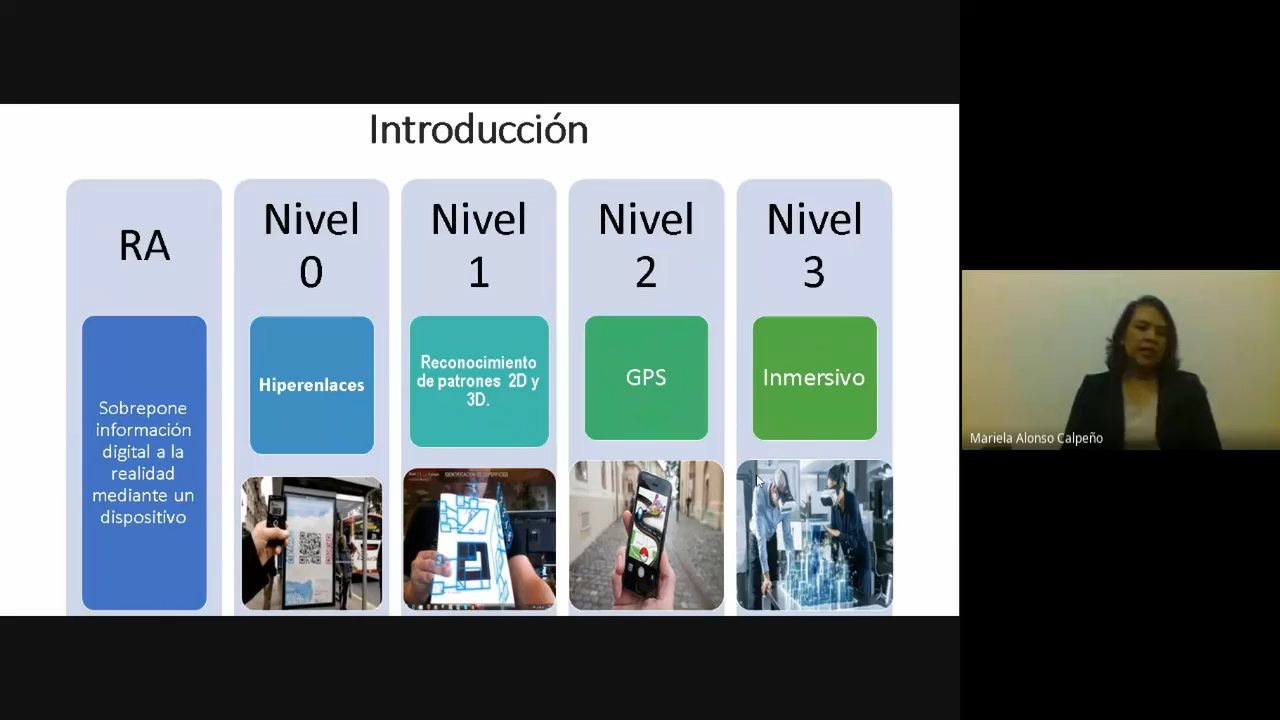 Introducción
RA
Sobrepone
información
digital a la
realidad
mediante un
dispositivo
Nivel
0
Hiperenlaces
Nivel
1
Reconocimiento
de patrones 2D y
3D.
Nivel
2
GPS
Nivel
3
Inmersivo
Mariela Alonso Calpeño